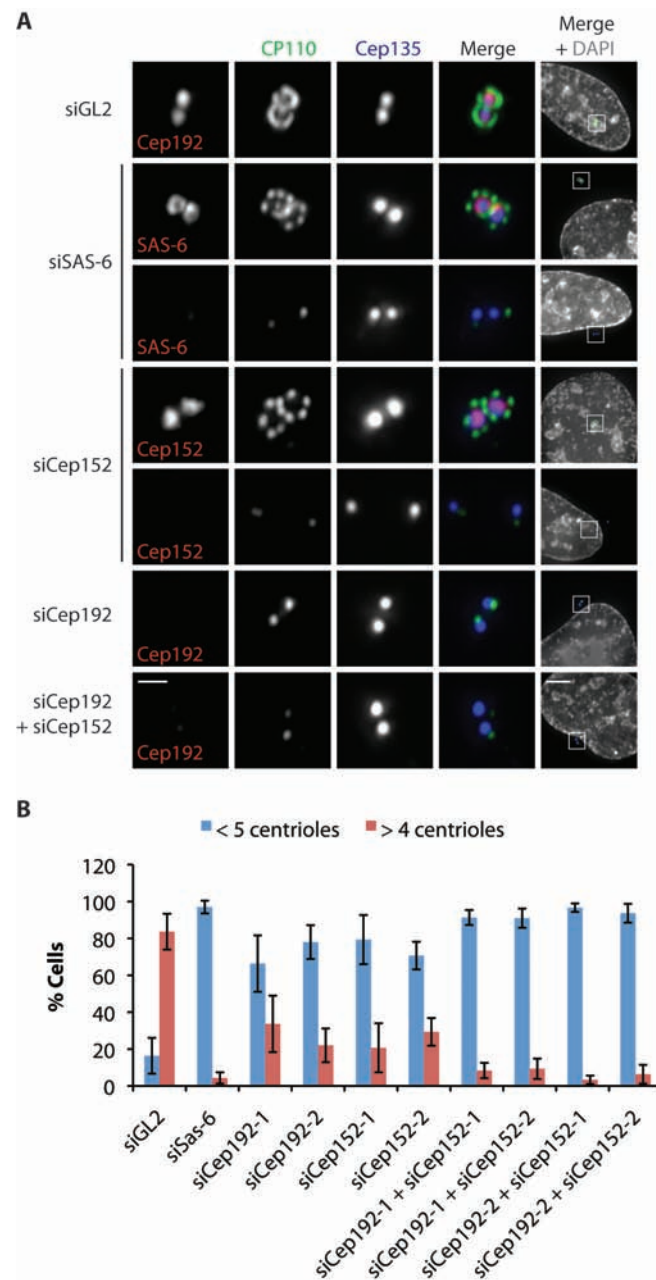 A
CP110 Cep135 Merge Merge
+ DAPI
siGL2
Cep192
siSAS-6
SAS-6
SAS-6
siCep152
Cep152
Cep152
siCep192
Cep192
siCep192
+ siCep152
Cep192
B
< 5 centrioles > 4 centrioles
% Cells
120
100
80
60
40
20
0
siGL2
siSas-6
siCep192-1
siCep192-2
siCep152-1
siCep152-2
siCep192-1 + siCep152-1
siCep192-1 + siCep152-2
siCep192-2 + siCep152-1
siCep192-2 + siCep152-2